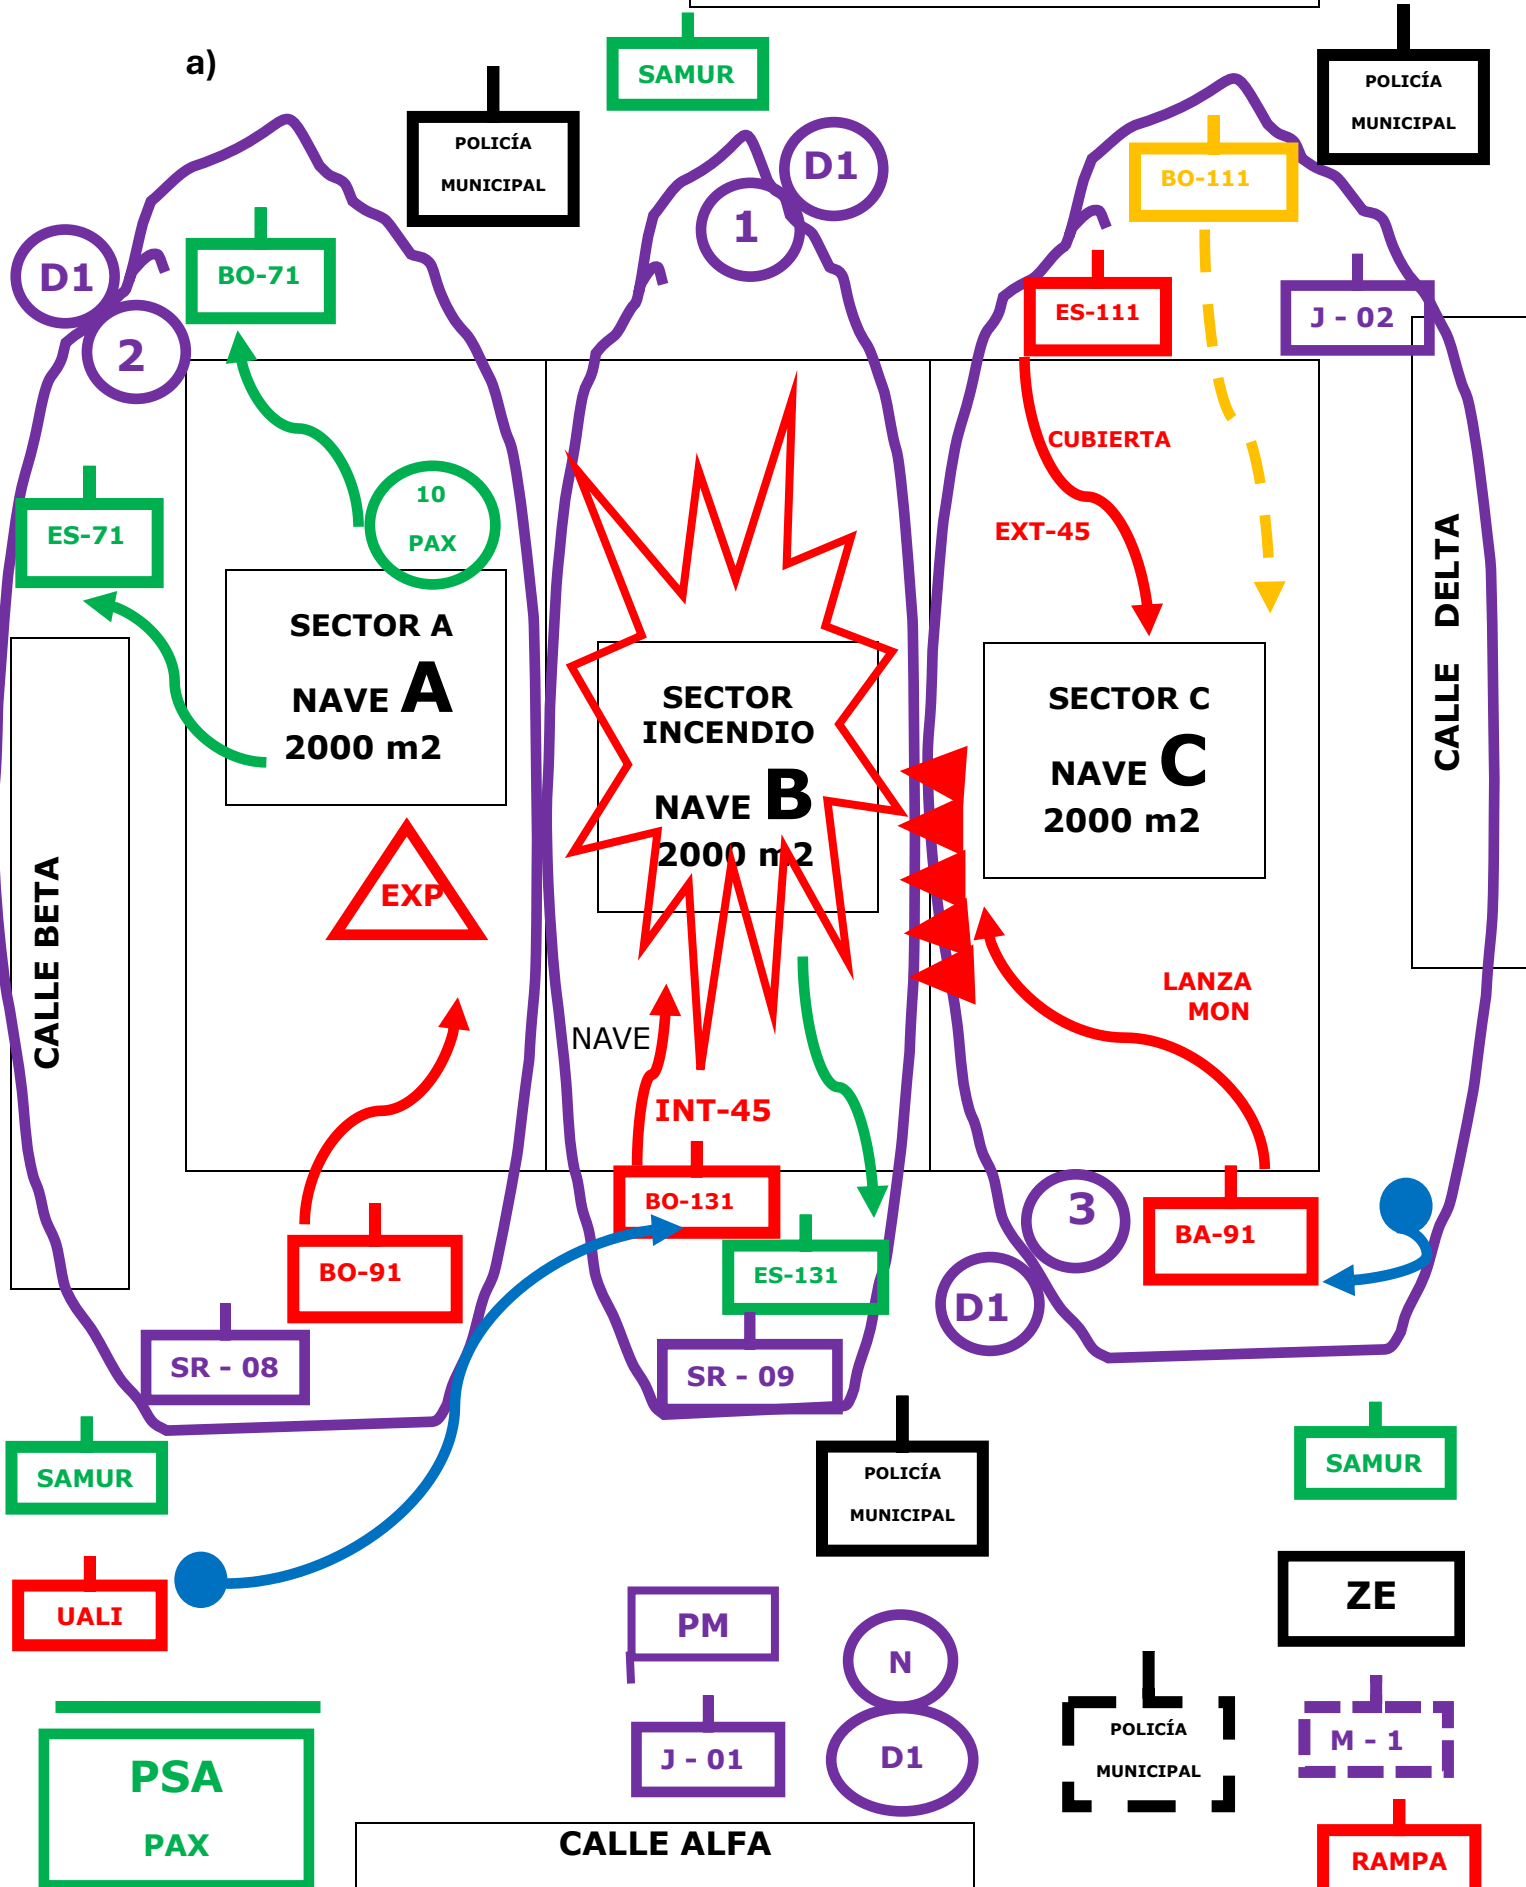 a)
SAMUR
POLICÍA
MUNICIPAL
POLICÍA
MUNICIPAL
D1
1
BO-111
D1
2
BO-71
ES-111
J - 02
CUBIERTA
EXT-45
10
PAX
ES-71
SECTOR A
NAVE A
2000 m2
SECTOR
INCENDIO
NAVE B
2000 m2
SECTOR C
NAVE C
2000 m2
CALLE DELTA
CALLE BETA
EXP
NAVE
INT-45
LANZA
MON
BO-131
3
BA-91
BO-91
ES-131
D1
SR - 08
SR - 09
SAMUR
POLICÍA
MUNICIPAL
SAMUR
UALI
PM
N
ZE
PSA
PAX
J - 01
D1
POLICÍA
MUNICIPAL
M - 1
CALLE ALFA
RAMPA